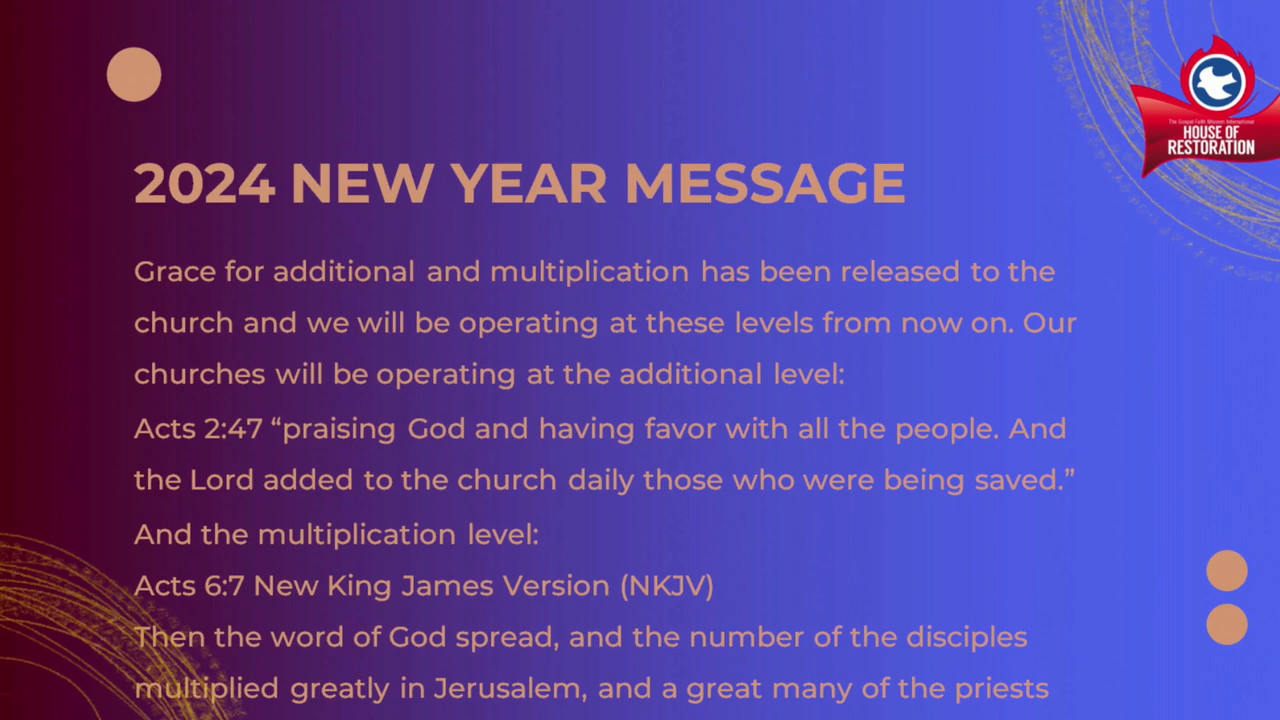 The Gospel Faith Mission International
HOUSE OF
RESTORATION
2024 NEW YEAR MESSAGE
Grace for additional and multiplication has been released to the
church and we will be operating at these levels from now on. Our
churches will be operating at the additional level:
Acts 2:47 “praising God and having favor with all the people. And
the Lord added to the church daily those who were being saved.”
And the multiplication level:
Acts 6:7 New King James Version (NKJV)
Then the word of God spread, and the number of the disciples
multiplied greatly in Jerusalem, and a great many of the priests